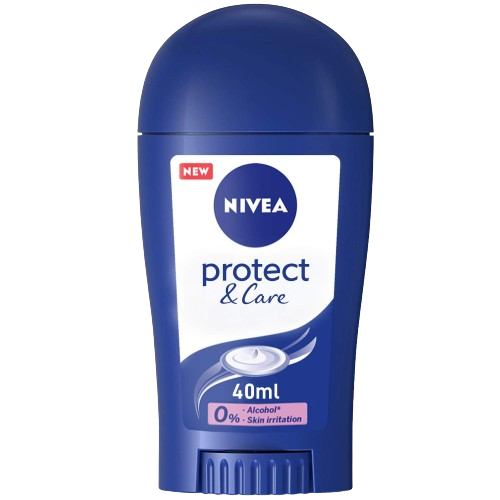 NEW
NIVEA
protect
& Care
40ml
0% - Alcohol*
- Skin irritation